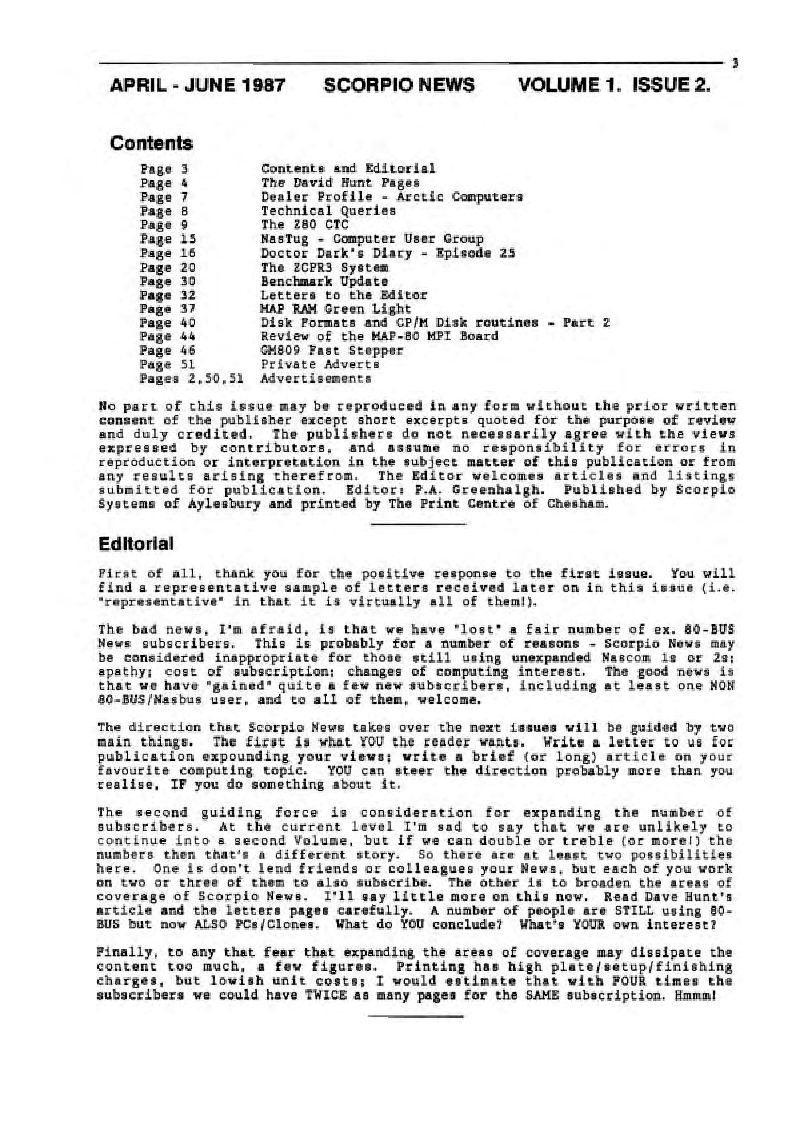 3
APRIL - JUNE 1987 SCORPIO NEWS VOLUME 1. ISSUE 2.
Contents
Page 3 Contents and Editorial
Page 4 The David Hunt Pages
Page 7 Dealer Profile - Arctic Computers
Page 8 Technical Queries
Page 9 The Z80 CTC
Page 15 NasTug - Computer User Group
Page 16 Doctor Dark's Diary - Episode 25
Page 20 The ZCPR3 System
Page 30 Benchmark Update
Page 32 Letters to the Editor
Page 37 MAP RAM Green Light
Page 40 Disk Formats and CP/M Disk routines - Part 2
Page 44 Review of the MAP-80 MPI Board
Page 46 GM809 Fast Stepper
Page 51 Private Adverts
Pages 2,50,51 Advertisements
No part of this issue may be reproduced in any form without the prior written
consent of the publisher except short excerpts quoted for the purpose of review
and duly credited. The publishers do not necessarily agree with the views
expressed by contributors, and assume no responsibility for errors in
reproduction or interpretation in the subject matter of this publication or from
any results arising therefrom. The Editor welcomes articles and listings
submitted for publication. Editor: P.A. Greenhalgh. Published by Scorpio
Systems of Aylesbury and printed by The Print Centre of Chesham.
Editorial
First of all, thank you for the positive response to the first issue. You will
find a representative sample of letters received later on in this issue (i.e.
"representative" in that it is virtually all of them!).
The bad news, I'm afraid, is that we have "lost" a fair number of ex. 80-BUS
News subscribers. This is probably for a number of reasons - Scorpio News may
be considered inappropriate for those still using unexpanded Nascom 1s or 2s;
apathy; cost of subscription; changes of computing interest. The good news is
that we have "gained" quite a few new subscribers, including at least one NON
80-BUS/Nasbus user, and to all of them, welcome.
The direction that Scorpio News takes over the next issues will be guided by two
main things. The first is what YOU the reader wants. Write a letter to us for
publication expounding your views; write a brief (or long) article on your
favourite computing topic. YOU can steer the direction probably more than you
realise, IF you do something about it.
The second guiding force is consideration for expanding the number of
subscribers. At the current level I'm sad to say that we are unlikely to
continue into a second Volume, but if we can double or treble (or more!) the
numbers then that's a different story. So there are at least two possibilities
here. One is don't lend friends or colleagues your News, but each of you work
on two or three of them to also subscribe. The other is to broaden the areas of
coverage of Scorpio News. I'll say little more on this now. Read Dave Hunt's
article and the letters pages carefully. A number of people are STILL using 80-
BUS but now ALSO PCs/Clones. What do YOU conclude? What's YOUR own interest?
Finally, to any that fear that expanding the areas of coverage may dissipate the
content too much, a few figures. Printing has high plate/setup/finishing
charges, but lowish unit costs; I would estimate that with FOUR times the
subscribers we could have TWICE as many pages for the SAME subscription. Hmmm!